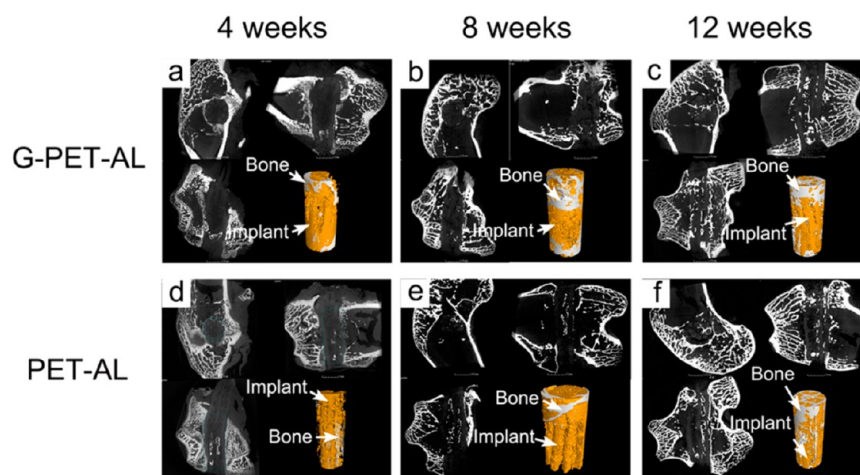 4 weeks 8 weeks 12 weeks
G-PET-AL
a b c
Bone Bone Bone
Implant Implant Implant
PET-AL
d e f
Implant Bone Bone
Bone Implant Implant